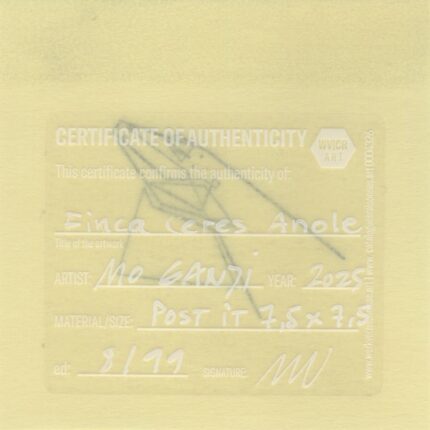 CERTIFICATE OF AUTHENTICITY
WVICH
Art
This certificate confirms the authenticity of:
Finca Ceres Anole
Title of the artwork
ARTIST: Mo GANJI YEAR: 2025
MATERIAL/SIZE: POST iT 7,5 x 7,5
ed: 8/99 SIGNATURE: